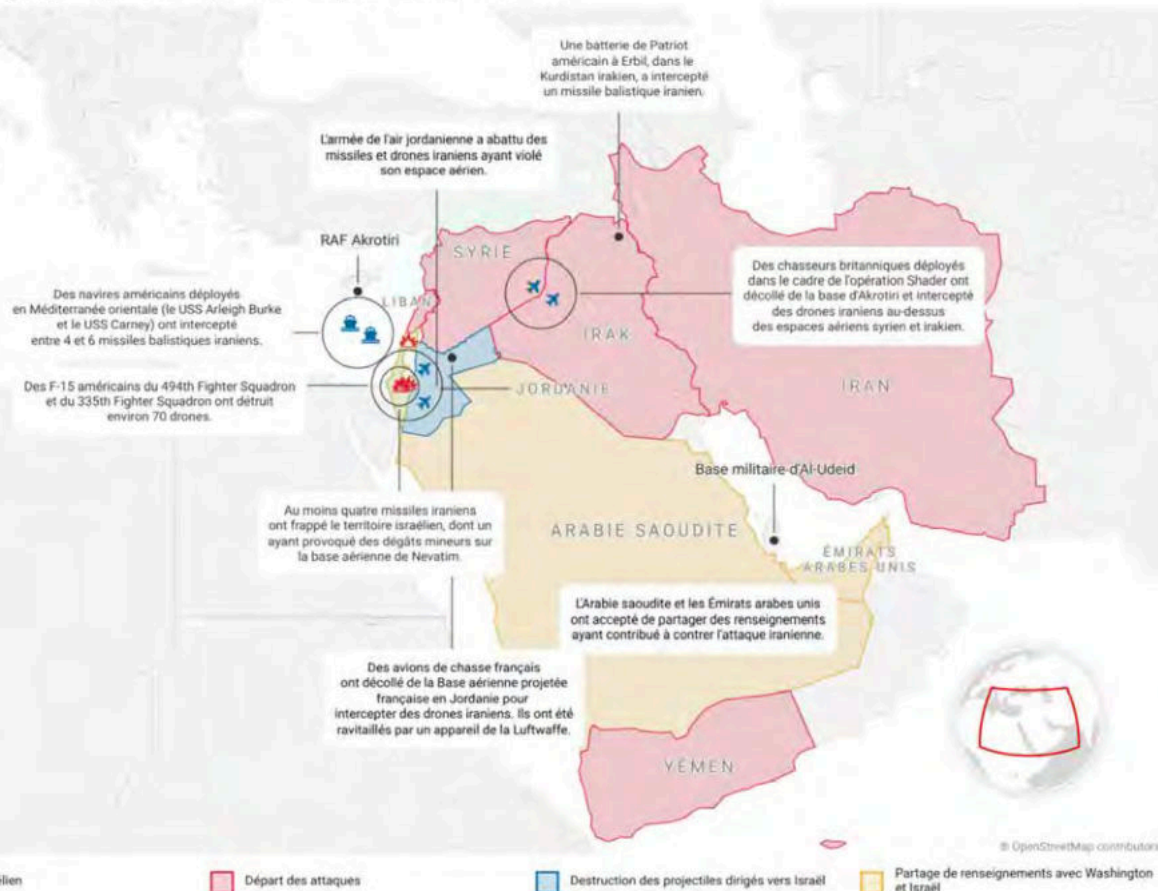 Une batterie de Patriot
américain à Erbil, dans le
Kurdistan irakien, a intercepté
un missile balistique iranien.
L'armée de l'air jordanienne a abattu des
missiles et drones iraniens ayant violé
son espace aérien.
RAF Akrotiri
SYRIE
Des chasseurs britanniques déployés
dans le cadre de l'opération Shader ont
décollé de la base d'Akrotiri et intercepté
des drones iraniens au-dessus
des espaces aériens syrien et irakien.
Des navires américains déployés
en Méditerranée orientale (le USS Arleigh Burke
et le USS Carney) ont intercepté
entre 4 et 6 missiles balistiques iraniens.
LIBAN
IRAK
Des F-15 américains du 494th Fighter Squadron
et du 335th Fighter Squadron ont détruit
environ 70 drones.
JORDANIE
IRAN
Base militaire d'Al-Udeid
Au moins quatre missiles iraniens
ont frappé le territoire israélien, dont un
ayant provoqué des dégâts mineurs sur
la base aérienne de Nevatim.
ARABIE SAOUDITE
ÉMIRATS
ARABES UNIS
L'Arabie saoudite et les Émirats arabes unis
ont accepté de partager des renseignements
ayant contribué à contrer l'attaque iranienne.
Des avions de chasse français
ont décollé de la Base aérienne projetée
française en Jordanie pour
intercepter des drones iraniens. Ils ont été
ravitaillés par un appareil de la Luftwaffe.
YÉMEN
© OpenStreetMap contributors
Départ des attaques
Destruction des projectiles dirigés vers Israël
Partage de renseignements avec Washington
et Israël